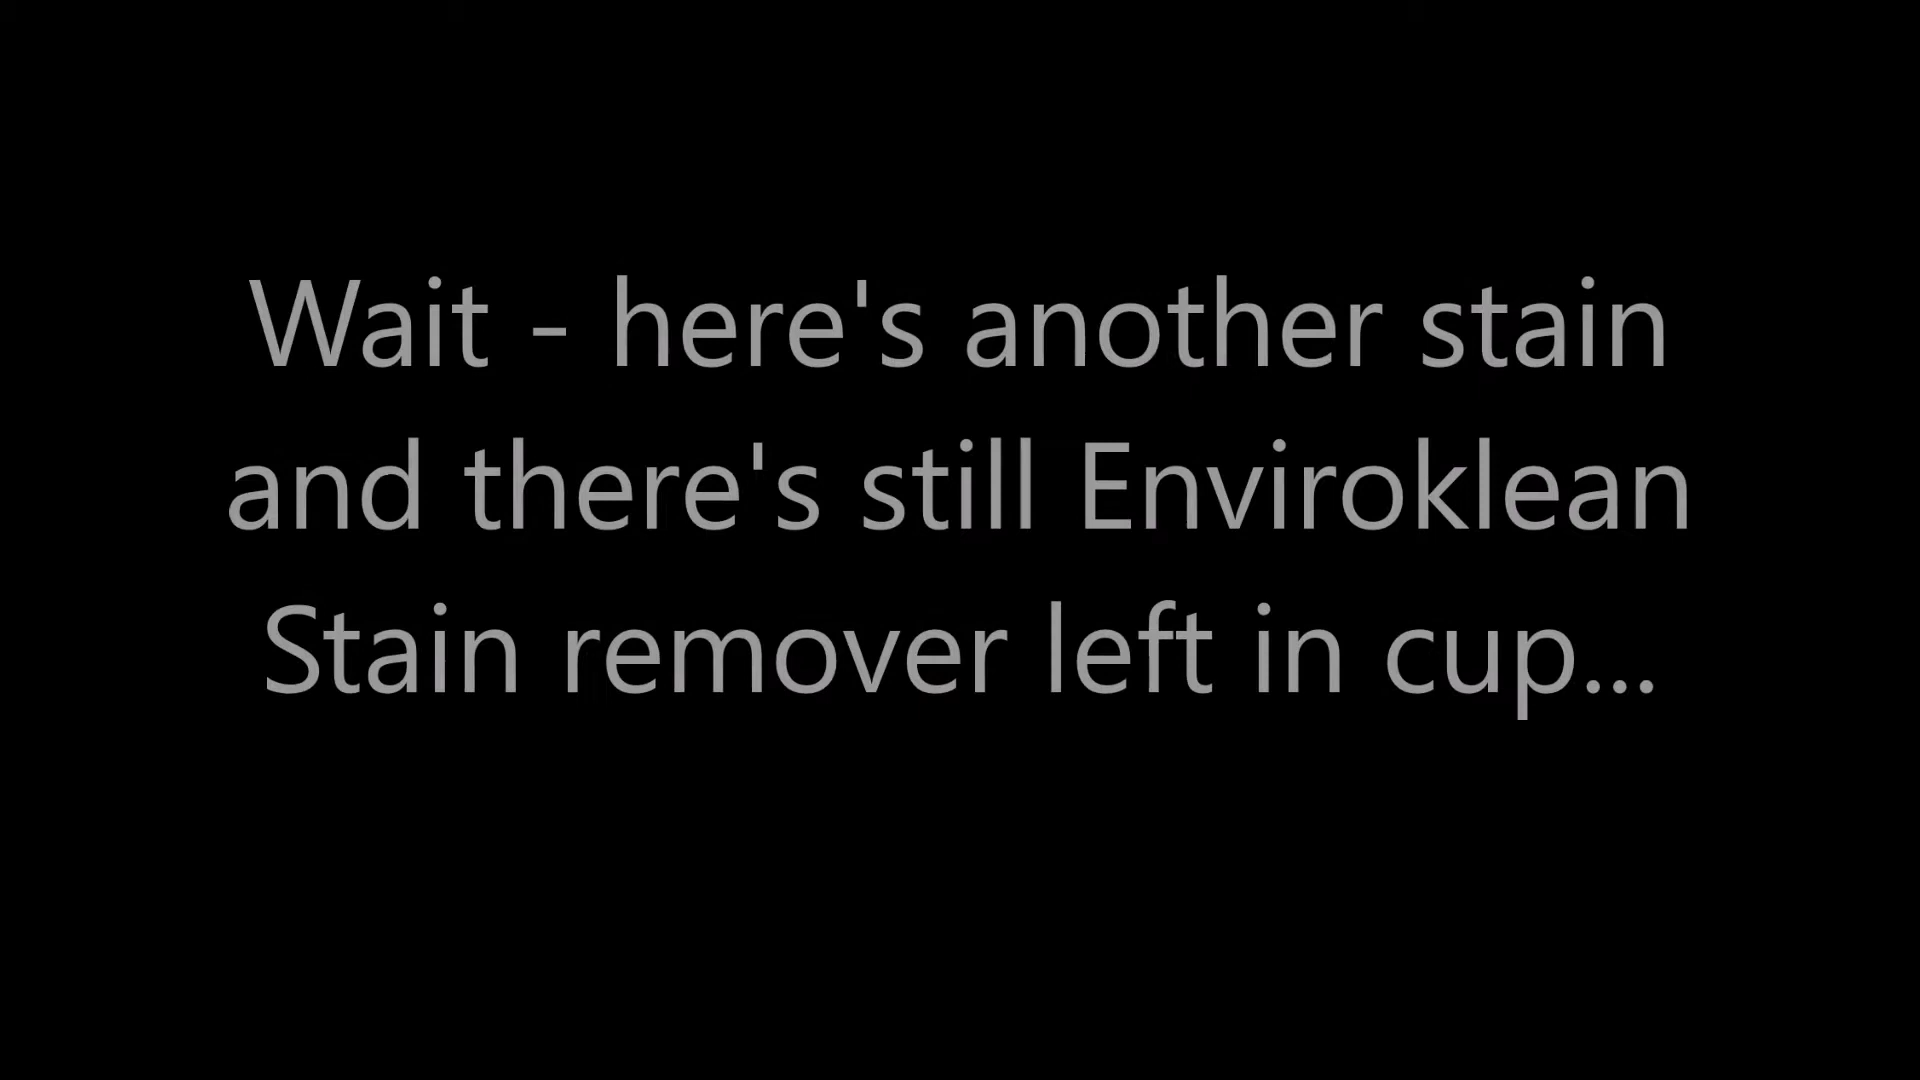 Wait - here's another stain
and there's still Enviroklean
Stain remover left in cup...